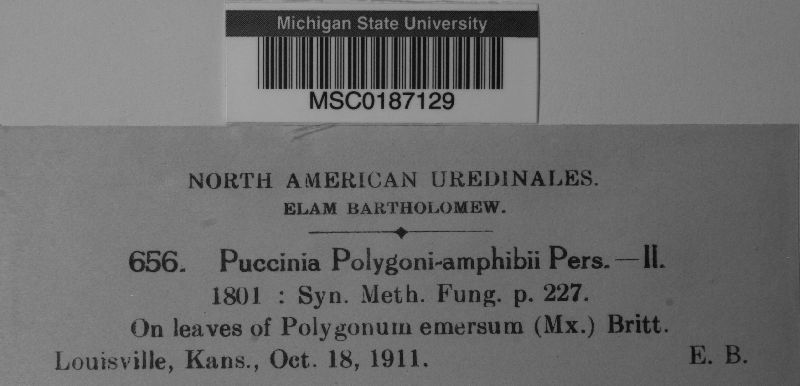 Michigan State University
MSC0187129
NORTH AMERICAN UREDINALES.
ELAM BARTHOLOMEW.
656. Puccinia Polygoni-amphibii Pers.—II.
1801 : Syn. Meth. Fung. p. 227.
On leaves of Polygonum emersum (Mx.) Britt.
Louisville, Kans., Oct. 18, 1911. E. B.